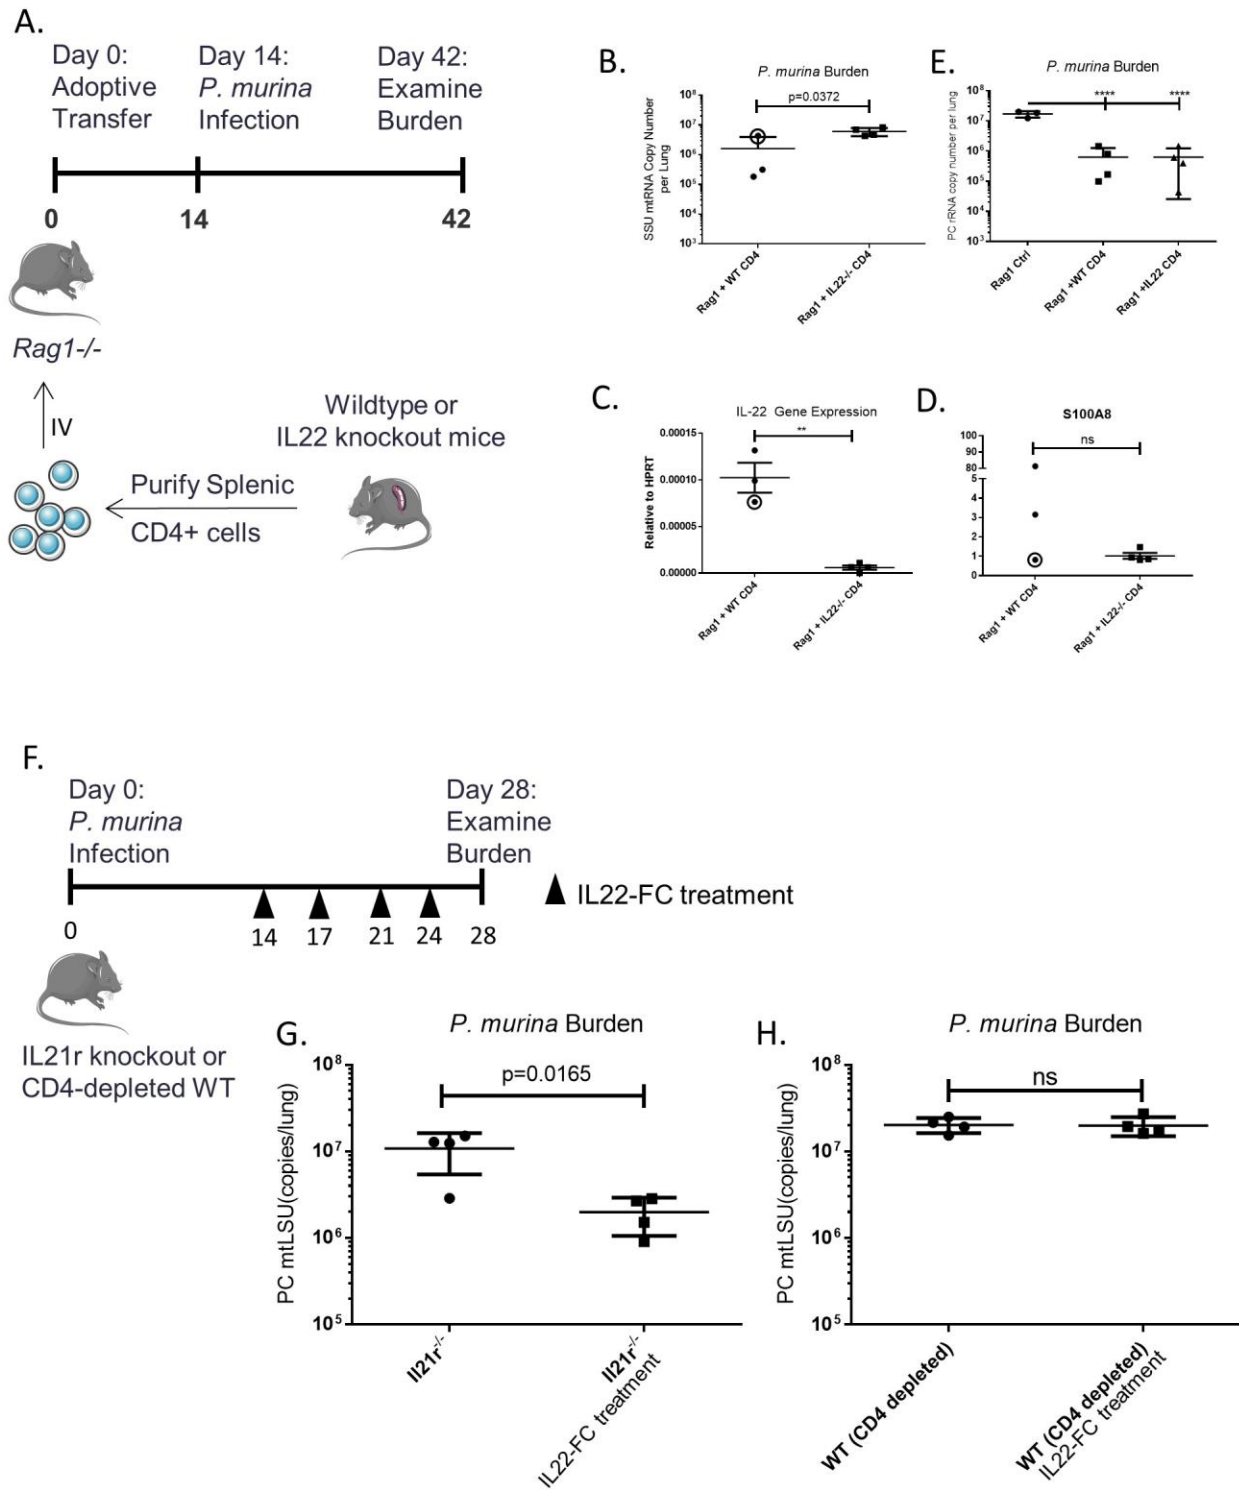 A.
Day 0:
Adoptive
Transfer
Day 14:
P. murina
Infection
Day 42:
Examine
Burden
0
14
42
Rag1-/-
IV
Wildtype or
IL22 knockout mice
Purify Splenic
CD4+ cells
B.
P. murina Burden
p=0.0372
SSU mtRNA Copy Number
per Lung
10⁸
10⁷
10⁶
10⁵
10⁴
10³
Rag1 + WT CD4
Rag1 + IL22-/- CD4
E.
P. murina Burden
**** ****
PC rRNA copy number per lung
10⁸
10⁷
10⁶
10⁵
10⁴
10³
Rag1 Ctrl
Rag1 +WT CD4
Rag1 +IL22 CD4
C.
IL-22 Gene Expression
**
Relative to HPRT
0.00015
0.00010
0.00005
0.00000
Rag1 + WT CD4
Rag1 + IL22-/- CD4
D.
S100A8
ns
100
90
80
5
4
3
2
1
0
Rag1 + WT CD4
Rag1 + IL22-/- CD4
F.
Day 0:
P. murina
Infection
Day 28:
Examine
Burden
IL22-FC treatment
0
14
17
21
24
28
IL21r knockout or
CD4-depleted WT
G.
P. murina Burden
p=0.0165
PC mtLSU(copies/lung)
10⁸
10⁷
10⁶
10⁵
Il21r-/-
Il21r-/-
IL22-FC treatment
H.
P. murina Burden
ns
PC mtLSU(copies/lung)
10⁸
10⁷
10⁶
10⁵
WT (CD4 depleted)
WT (CD4 depleted)
IL22-FC treatment